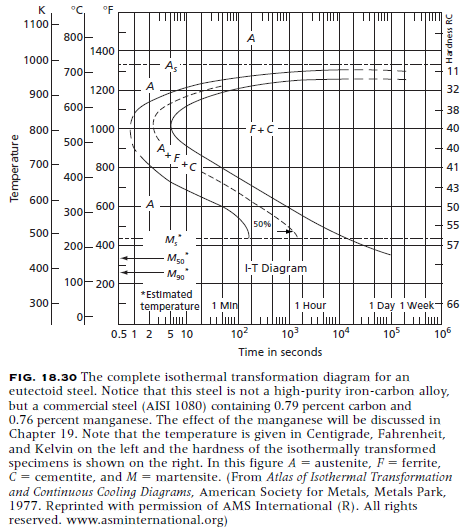 K °C °F
1100
1000
900
800
700
600
500
400
300
800
700
600
500
400
300
200
100
0
1400
1200
1000
800
600
400
200
Temperature
Hardness RC
11
32
38
40
40
41
43
50
55
57
66
A
As
A
F+C
A+F+C
A
50%
Ms*
M50*
M90*
I-T Diagram
*Estimated
temperature
1 Min
1 Hour
1 Day
1 Week
0.5 1 2 5 10 10² 10³ 10⁴ 10⁵ 10⁶
Time in seconds
FIG. 18.30 The complete isothermal transformation diagram for an
eutectoid steel. Notice that this steel is not a high-purity iron-carbon alloy,
but a commercial steel (AISI 1080) containing 0.79 percent carbon and
0.76 percent manganese. The effect of the manganese will be discussed in
Chapter 19. Note that the temperature is given in Centigrade, Fahrenheit,
and Kelvin on the left and the hardness of the isothermally transformed
specimens is shown on the right. In this figure A = austenite, F = ferrite,
C = cementite, and M = martensite. (From Atlas of Isothermal Transformation
and Continuous Cooling Diagrams, American Society for Metals, Metals Park,
1977. Reprinted with permission of AMS International (R). All rights
reserved. www.asminternational.org)